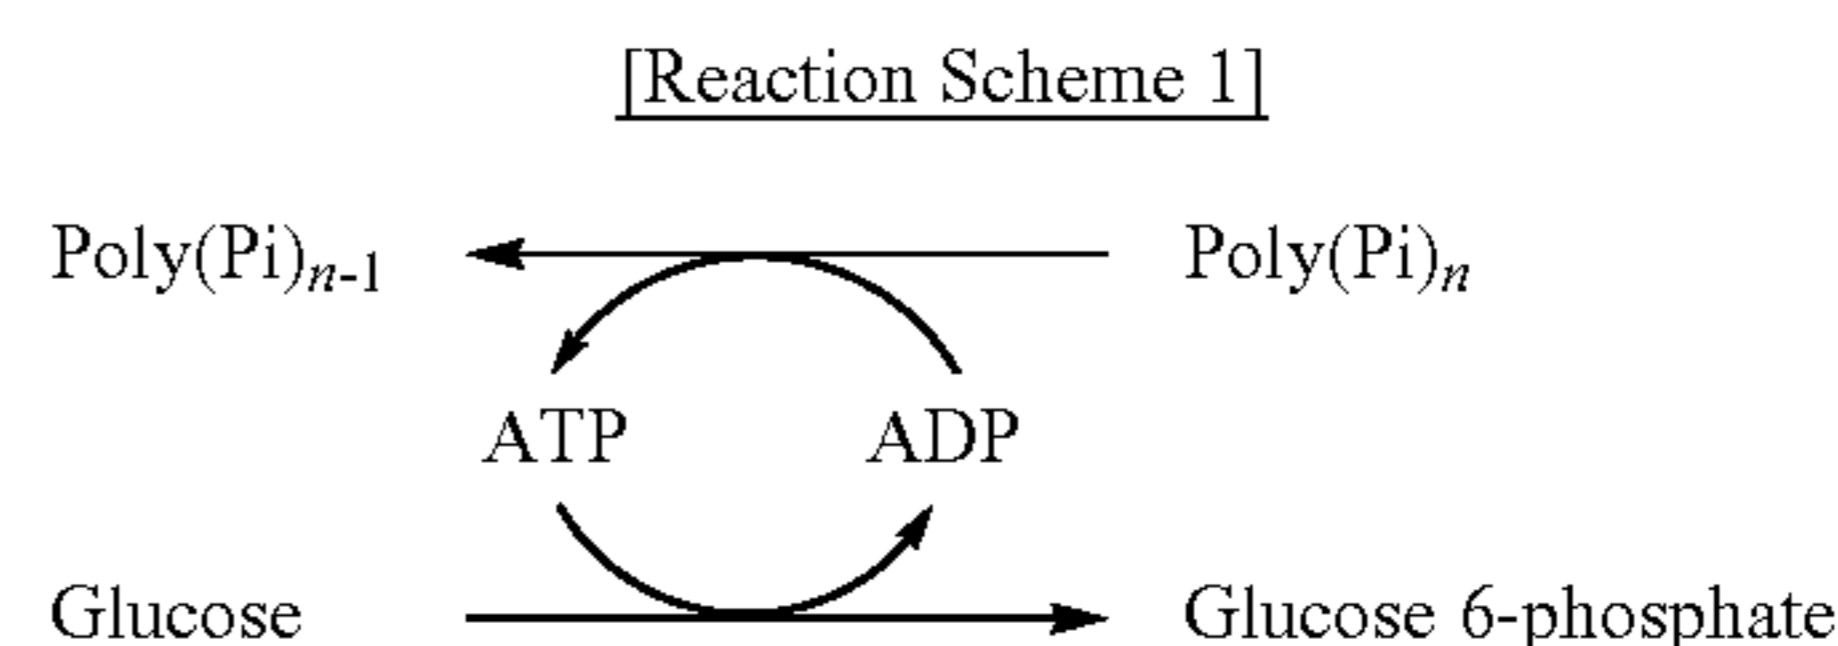 [Reaction Scheme 1]
Poly(Pi)n-1 Poly(Pi)n
ATP ADP
Glucose Glucose 6-phosphate